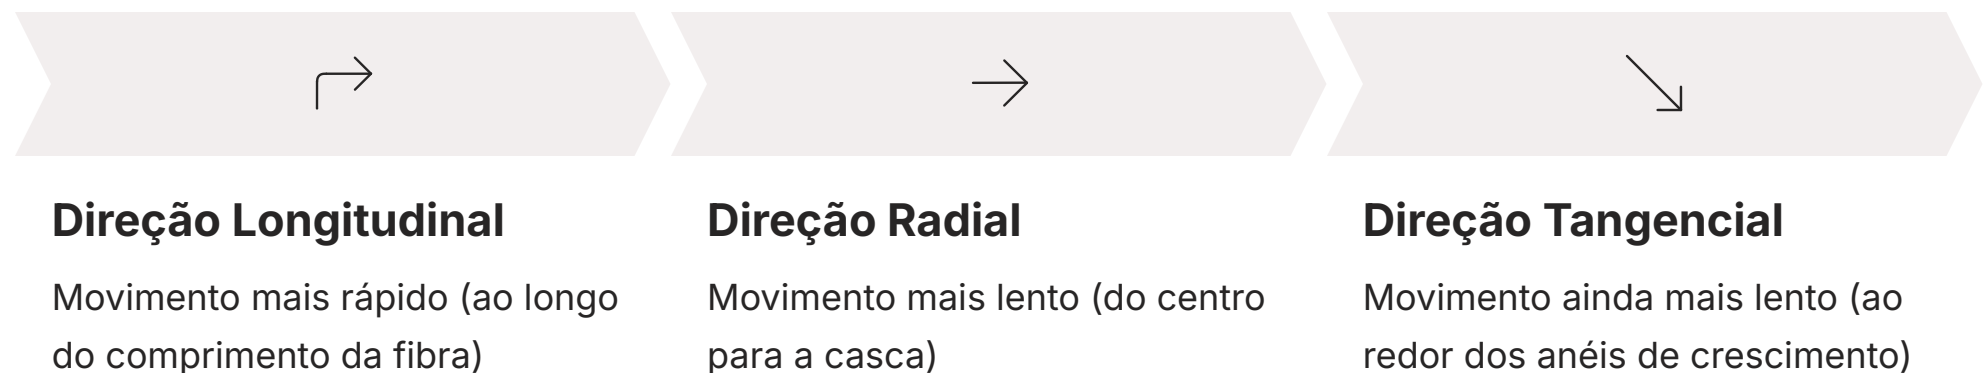 Direção Longitudinal
Movimento mais rápido (ao longo
do comprimento da fibra)
Direção Radial
Movimento mais lento (do centro
para a casca)
Direção Tangencial
Movimento ainda mais lento (ao
redor dos anéis de crescimento)